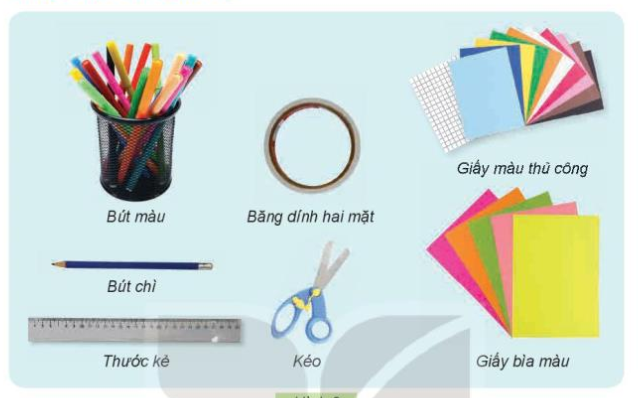 Bút màu
Băng dính hai mặt
Giấy màu thủ công
Bút chì
Thước kẻ
Kéo
Giấy bìa màu